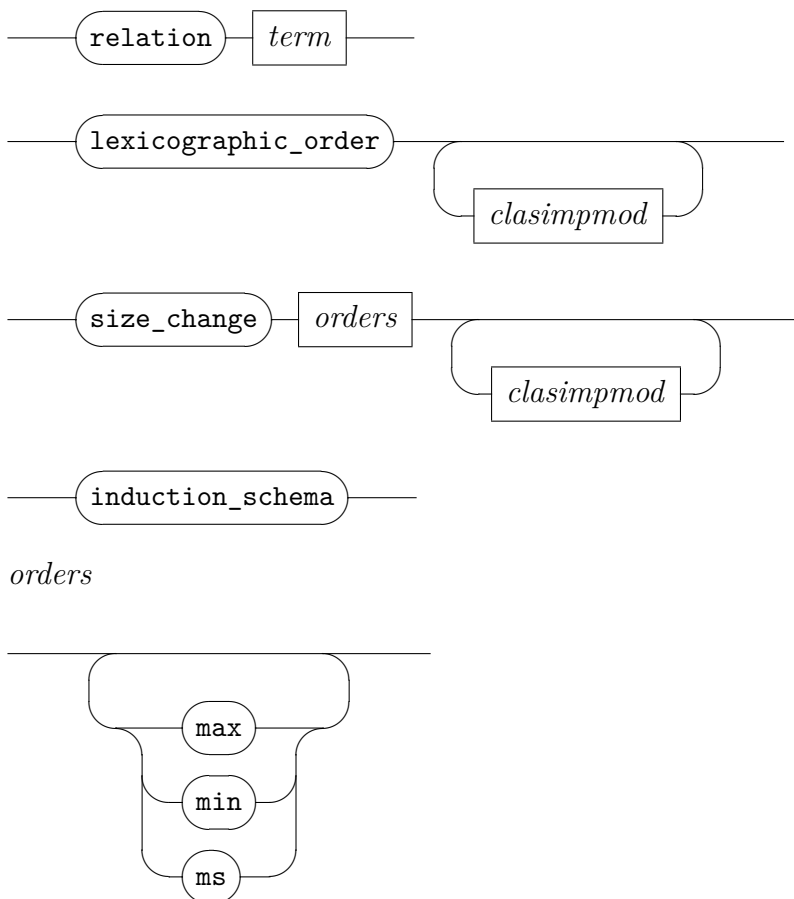 relation term
lexicographic_order
clasimpmod
size_change orders
clasimpmod
induction_schema
orders
max
min
ms